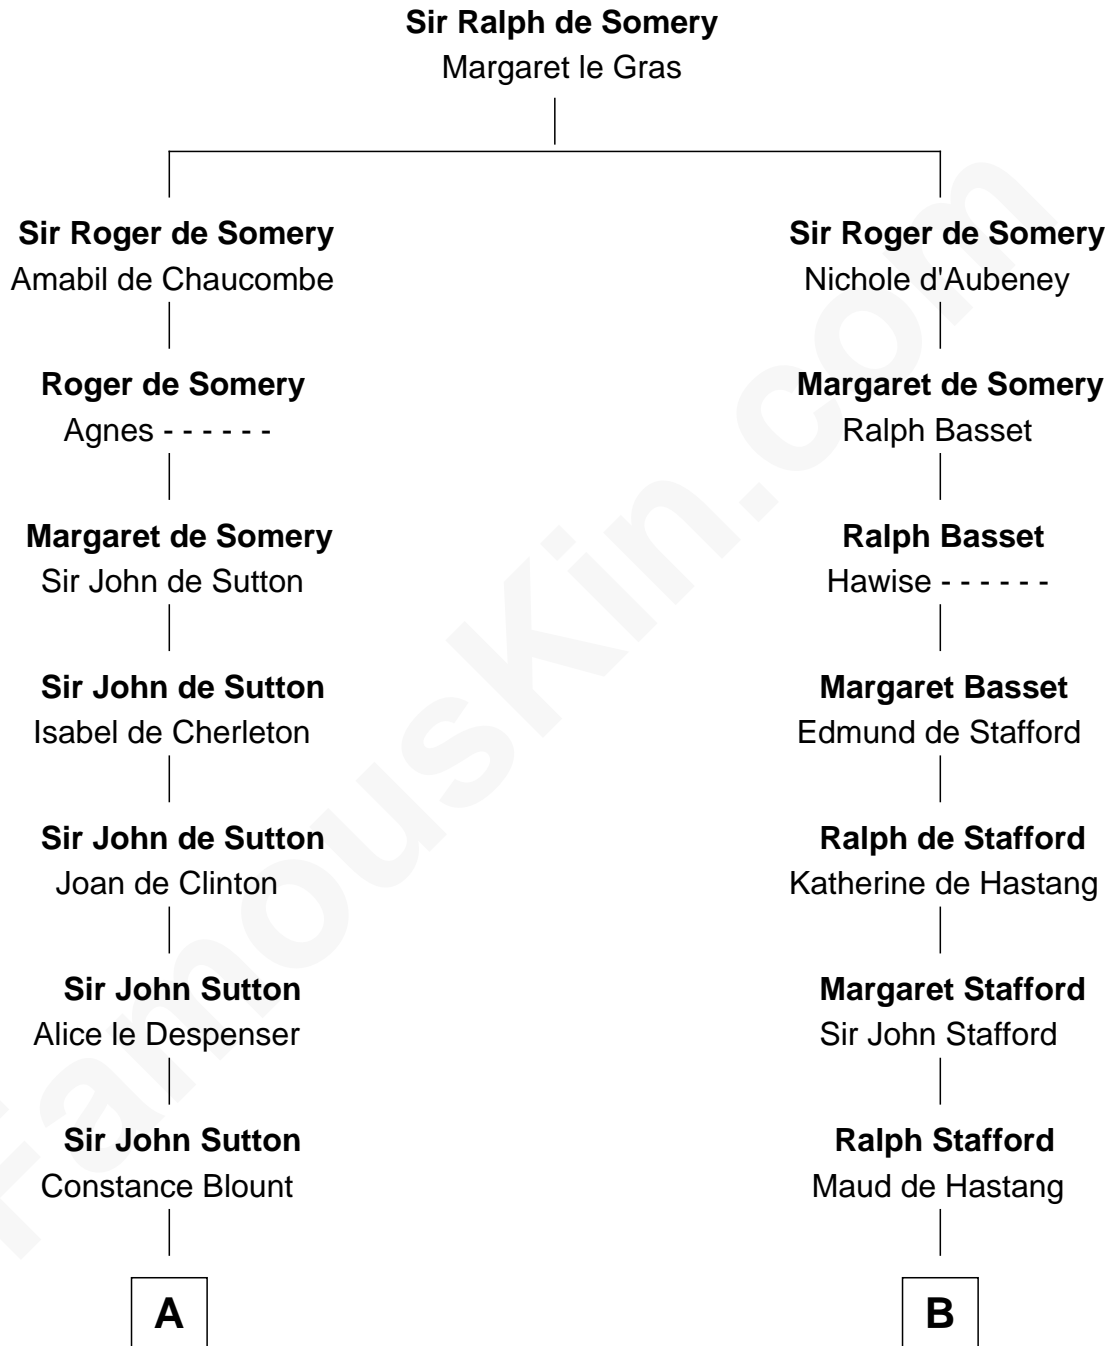 Sir Ralph de Somery
Margaret le Gras
Sir Roger de Somery
Amabil de Chaucombe
Roger de Somery
Agnes - - - - - -
Margaret de Somery
Sir John de Sutton
Sir John de Sutton
Isabel de Cherleton
Sir John de Sutton
Joan de Clinton
Sir John Sutton
Alice le Despenser
Sir John Sutton
Constance Blount
A
Sir Roger de Somery
Nichole d'Aubeney
Margaret de Somery
Ralph Basset
Ralph Basset
Hawise - - - - - -
Margaret Basset
Edmund de Stafford
Ralph de Stafford
Katherine de Hastang
Margaret Stafford
Sir John Stafford
Ralph Stafford
Maud de Hastang
B
FamousKin.com